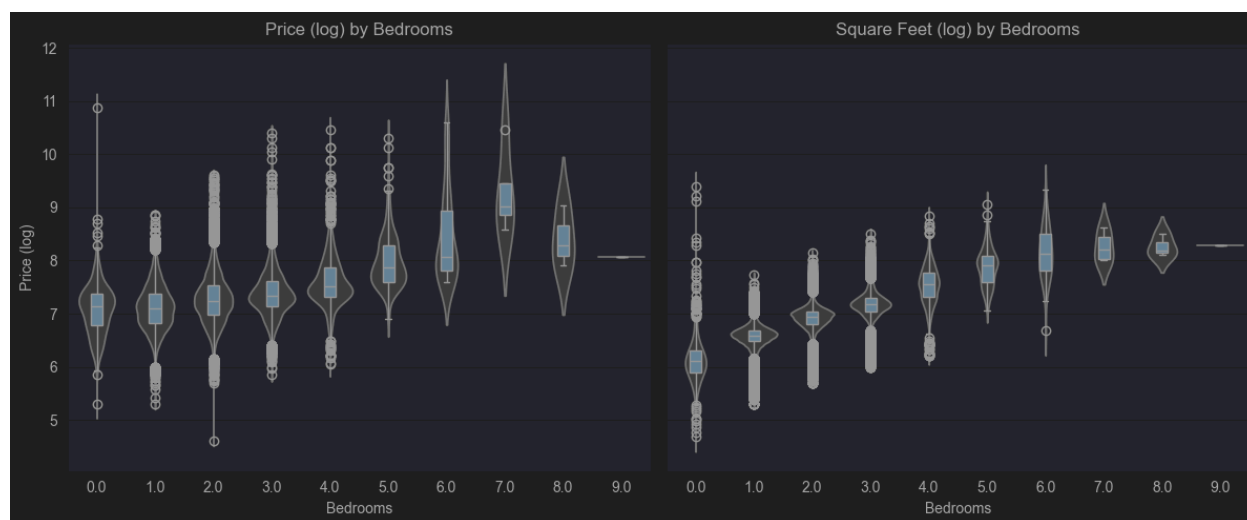 Price (log) by Bedrooms
Square Feet (log) by Bedrooms
Price (log)
12
11
10
9
8
7
6
5
0.0 1.0 2.0 3.0 4.0 5.0 6.0 7.0 8.0 9.0
0.0 1.0 2.0 3.0 4.0 5.0 6.0 7.0 8.0 9.0
Bedrooms
Bedrooms